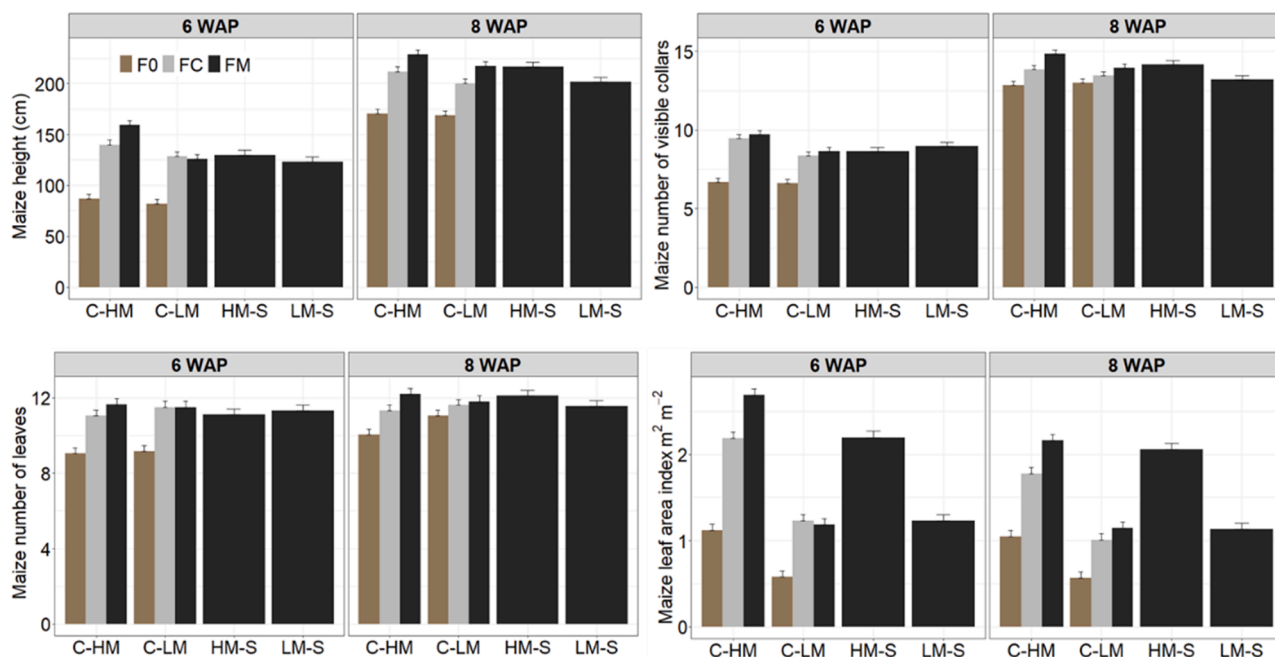 6 WAP
8 WAP
F0 FC FM
Maize height (cm)
200
150
100
50
0
C-HM C-LM HM-S LM-S
C-HM C-LM HM-S LM-S
6 WAP
8 WAP
Maize number of visible collars
15
10
5
0
C-HM C-LM HM-S LM-S
C-HM C-LM HM-S LM-S
6 WAP
8 WAP
Maize number of leaves
12
8
4
0
C-HM C-LM HM-S LM-S
C-HM C-LM HM-S LM-S
6 WAP
8 WAP
Maize leaf area index m² m⁻²
2
1
0
C-HM C-LM HM-S LM-S
C-HM C-LM HM-S LM-S